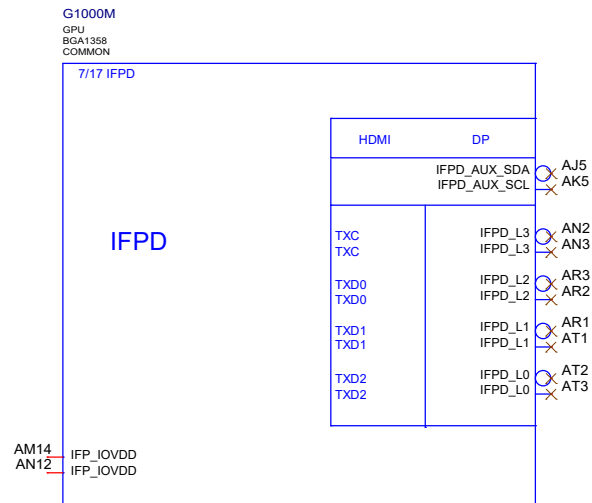 G1000M
GPU
BGA1358
COMMON
7/17 IFPD
HDMI DP
IFPD_AUX_SDA AJ5
IFPD_AUX_SCL AK5
IFPD
TXC IFPD_L3 AN2
TXC IFPD_L3 AN3
TXD0 IFPD_L2 AR3
TXD0 IFPD_L2 AR2
TXD1 IFPD_L1 AR1
TXD1 IFPD_L1 AT1
TXD2 IFPD_L0 AT2
TXD2 IFPD_L0 AT3
AM14 IFP_IOVDD
AN12 IFP_IOVDD